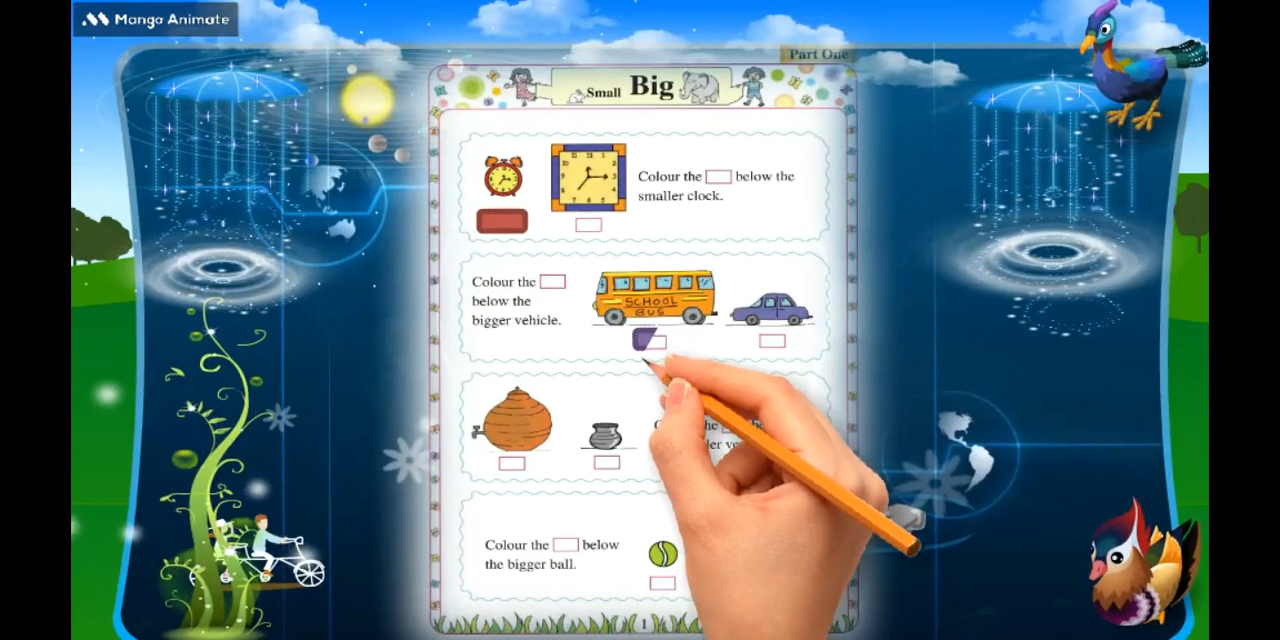 Manga Animate
Part One
Small Big
Colour the below the
smaller clock.
Colour the
below the
bigger vehicle.
SCHOOL
BUS
Colour the below
the bigger ball.
1